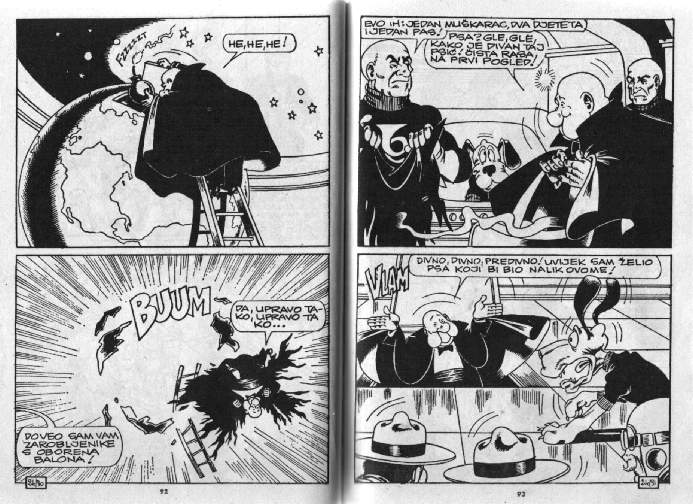 FZZZZZT
FFZZZZT
HE, HE, HE!
BUUM
DA, UPRAVO TA-
KO, UPRAVO TA
KO...
DOVEO SAM VAM
ZAROBLJENIKE
S OBORENA
BALONA!
92
EVO IH: JEDAN MUŠKARAC, DVA DJETETA
I JEDAN PAS!
PSA? GLE, GLE,
KAKO JE DIVAN TAJ
PSIĆ! ČISTA RASA,
NA PRVI POGLED!
VLAM
DIVNO, DIVNO, PREDIVNO! UVIJEK SAM ŽELIO
PSA KOJI BI BIO NALIK OVOME!
93